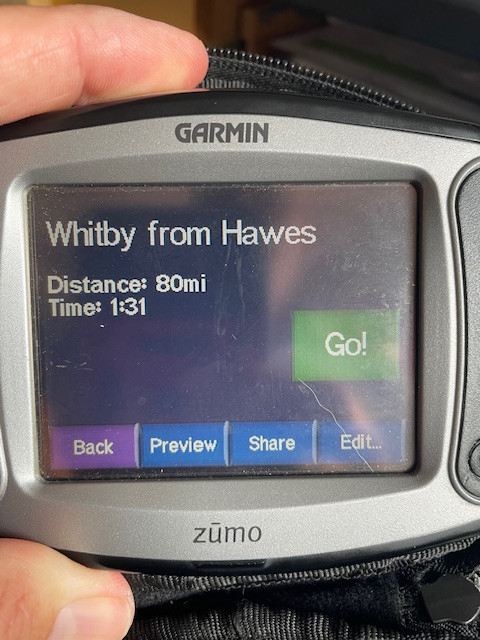 GARMIN
Whitby from Hawes
Distance: 80mi
Time: 1:31
Go!
Back Preview Share Edit...
zūmo